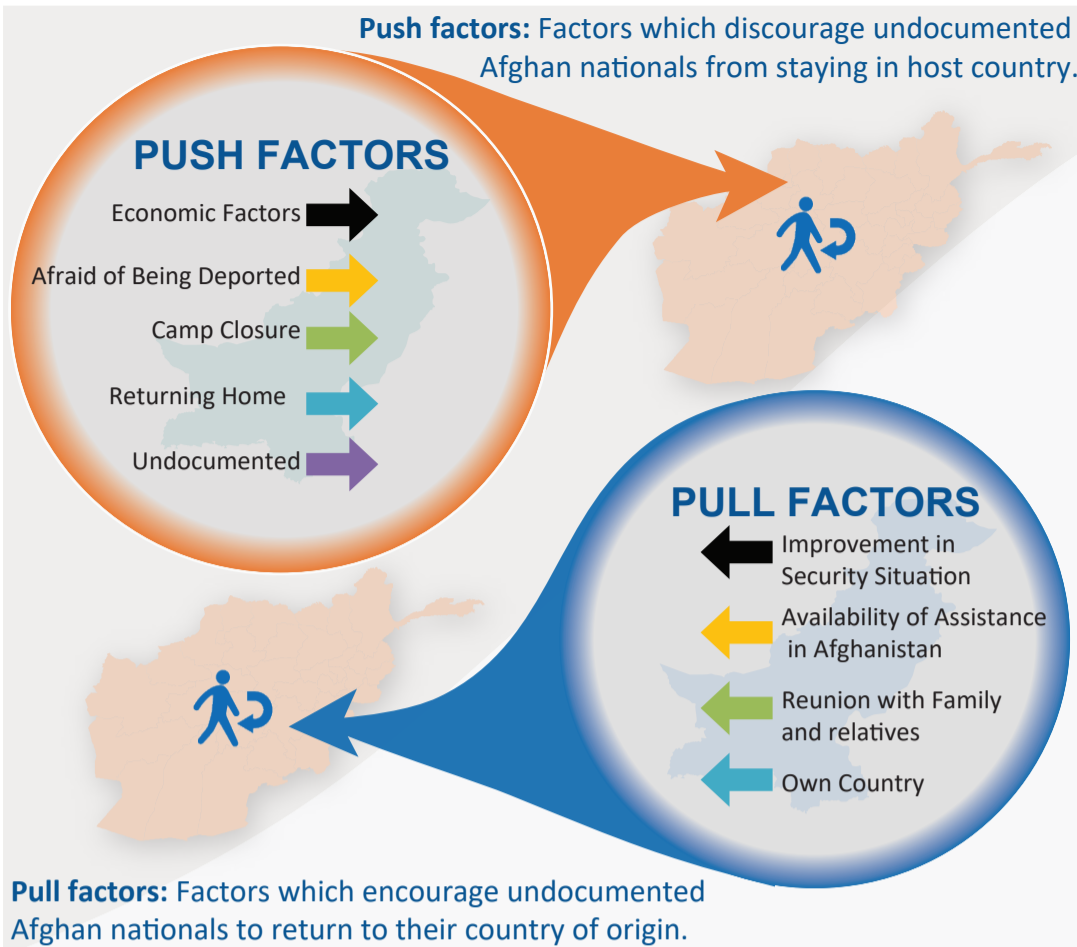 Push factors: Factors which discourage undocumented
Afghan nationals from staying in host country.
PUSH FACTORS
Economic Factors
Afraid of Being Deported
Camp Closure
Returning Home
Undocumented
PULL FACTORS
Improvement in
Security Situation
Availability of Assistance
in Afghanistan
Reunion with Family
and relatives
Own Country
Pull factors: Factors which encourage undocumented
Afghan nationals to return to their country of origin.